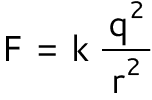 F = k q² / r²